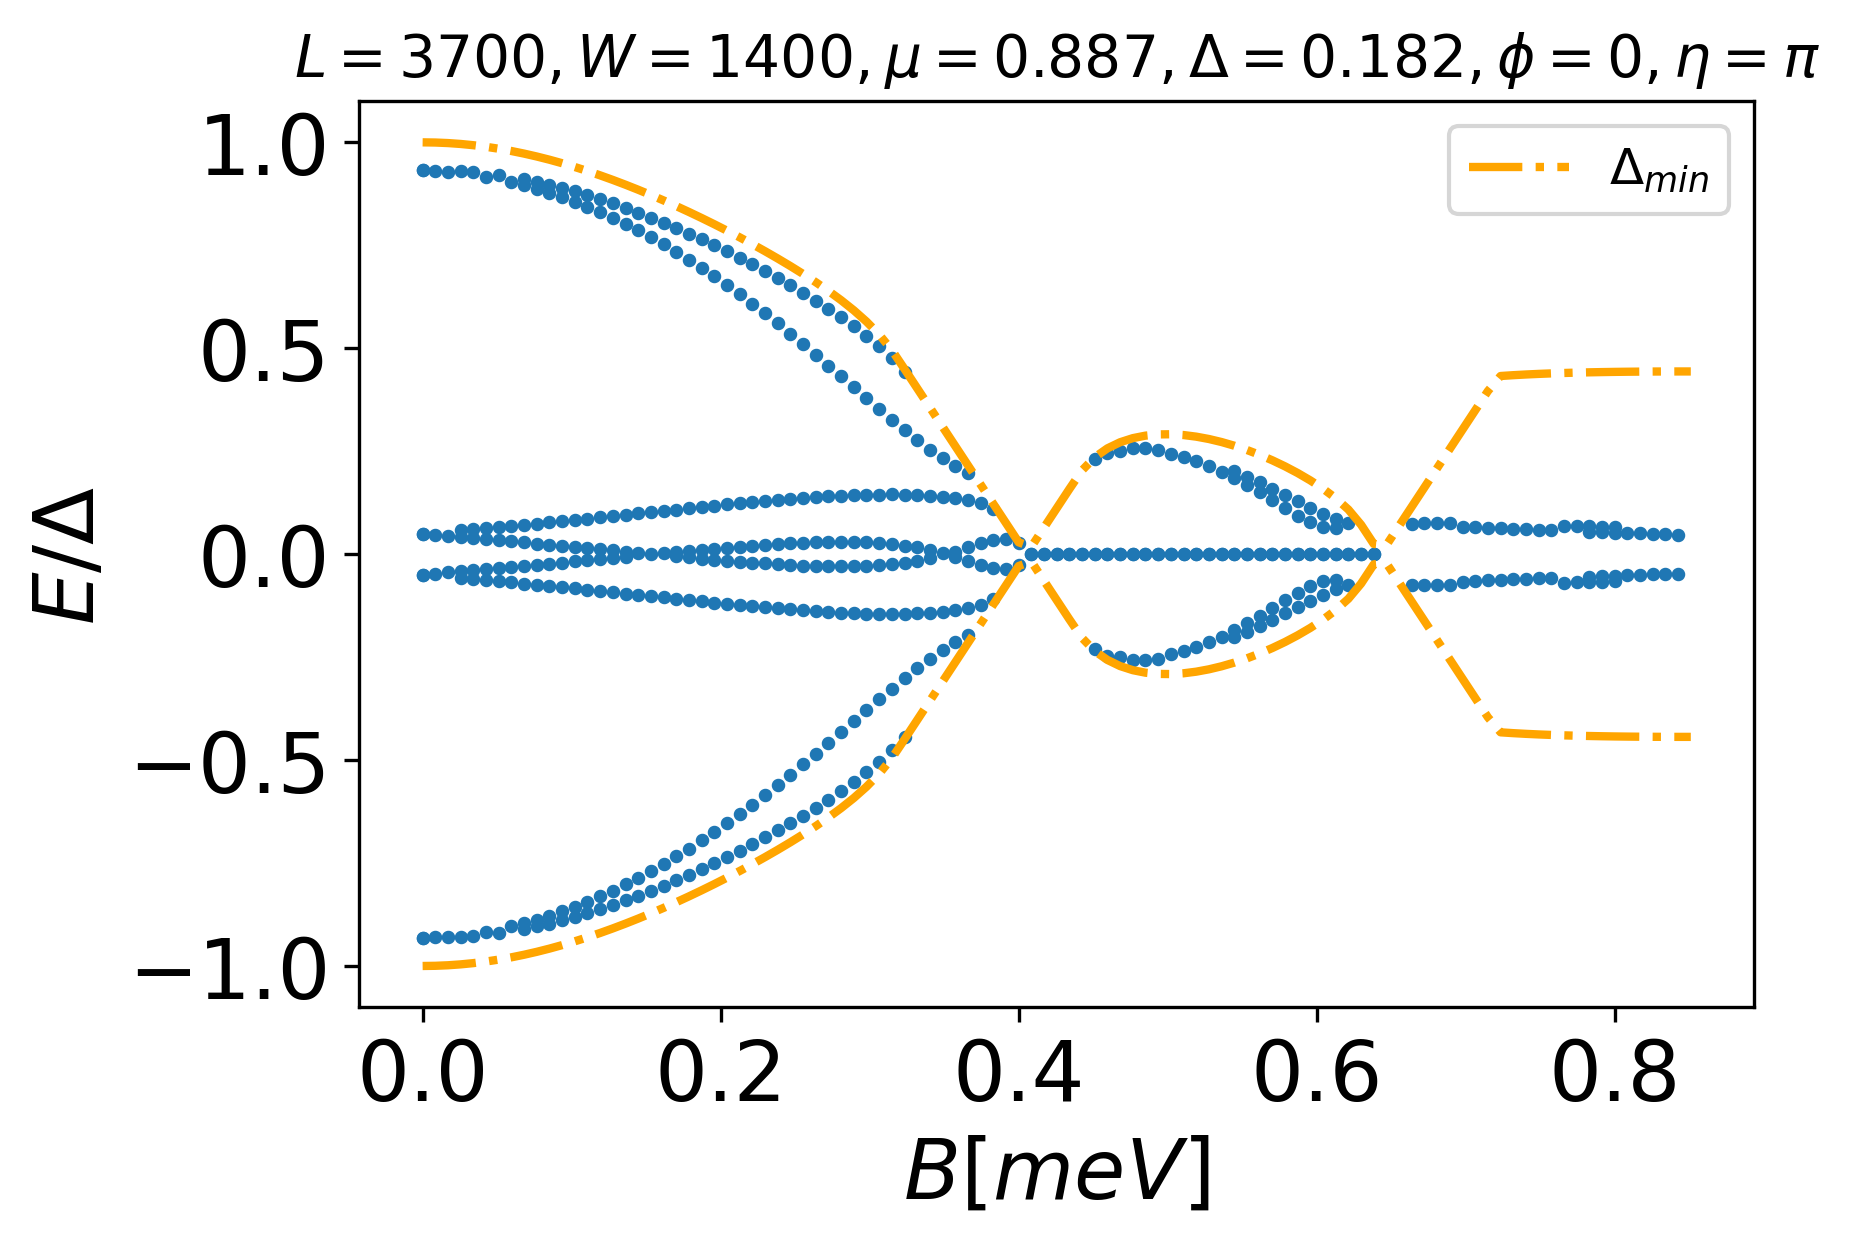 L = 3700, W = 1400, μ = 0.887, Δ = 0.182, ϕ = 0, η = π
Δmin
1.0
0.5
0.0
−0.5
−1.0
E/Δ
0.0 0.2 0.4 0.6 0.8
B[meV]